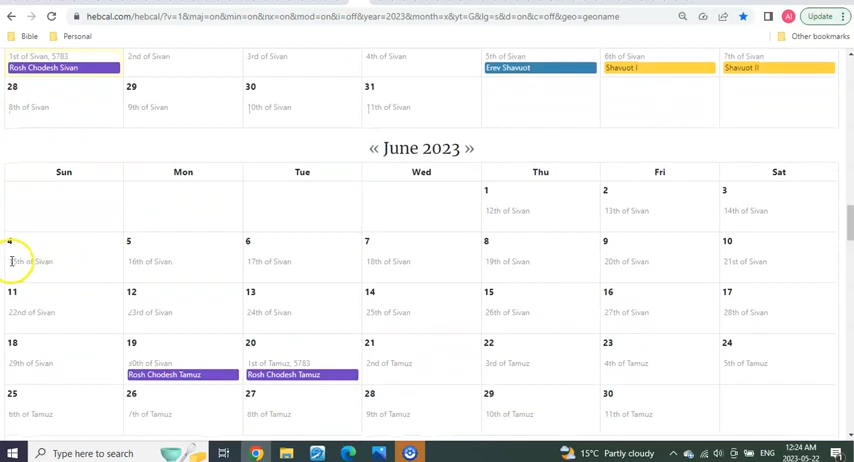 hebcal.com/hebcal/?v=1&maj=on&min=on&nx=on&mod=on&i=off&year=2023&month=x&yt=G&lg=s&d=on&c=off&geo=geoname
Update
Bible Personal Other bookmarks
1st of Sivan, 5783 2nd of Sivan 3rd of Sivan 4th of Sivan 5th of Sivan 6th of Sivan 7th of Sivan
Rosh Chodesh Sivan Erev Shavuot Shavuot I Shavuot II
28 29 30 31
8th of Sivan 9th of Sivan 10th of Sivan 11th of Sivan
« June 2023 »
Sun Mon Tue Wed Thu Fri Sat
1 2 3
12th of Sivan 13th of Sivan 14th of Sivan
4 5 6 7 8 9 10
15th of Sivan 16th of Sivan 17th of Sivan 18th of Sivan 19th of Sivan 20th of Sivan 21st of Sivan
11 12 13 14 15 16 17
22nd of Sivan 23rd of Sivan 24th of Sivan 25th of Sivan 26th of Sivan 27th of Sivan 28th of Sivan
18 19 20 21 22 23 24
29th of Sivan 30th of Sivan 1st of Tamuz, 5783 2nd of Tamuz 3rd of Tamuz 4th of Tamuz 5th of Tamuz
Rosh Chodesh Tamuz Rosh Chodesh Tamuz
25 26 27 28 29 30
6th of Tamuz 7th of Tamuz 8th of Tamuz 9th of Tamuz 10th of Tamuz 11th of Tamuz
Type here to search 15°C Partly cloudy ENG 12:24 AM
2023-05-22